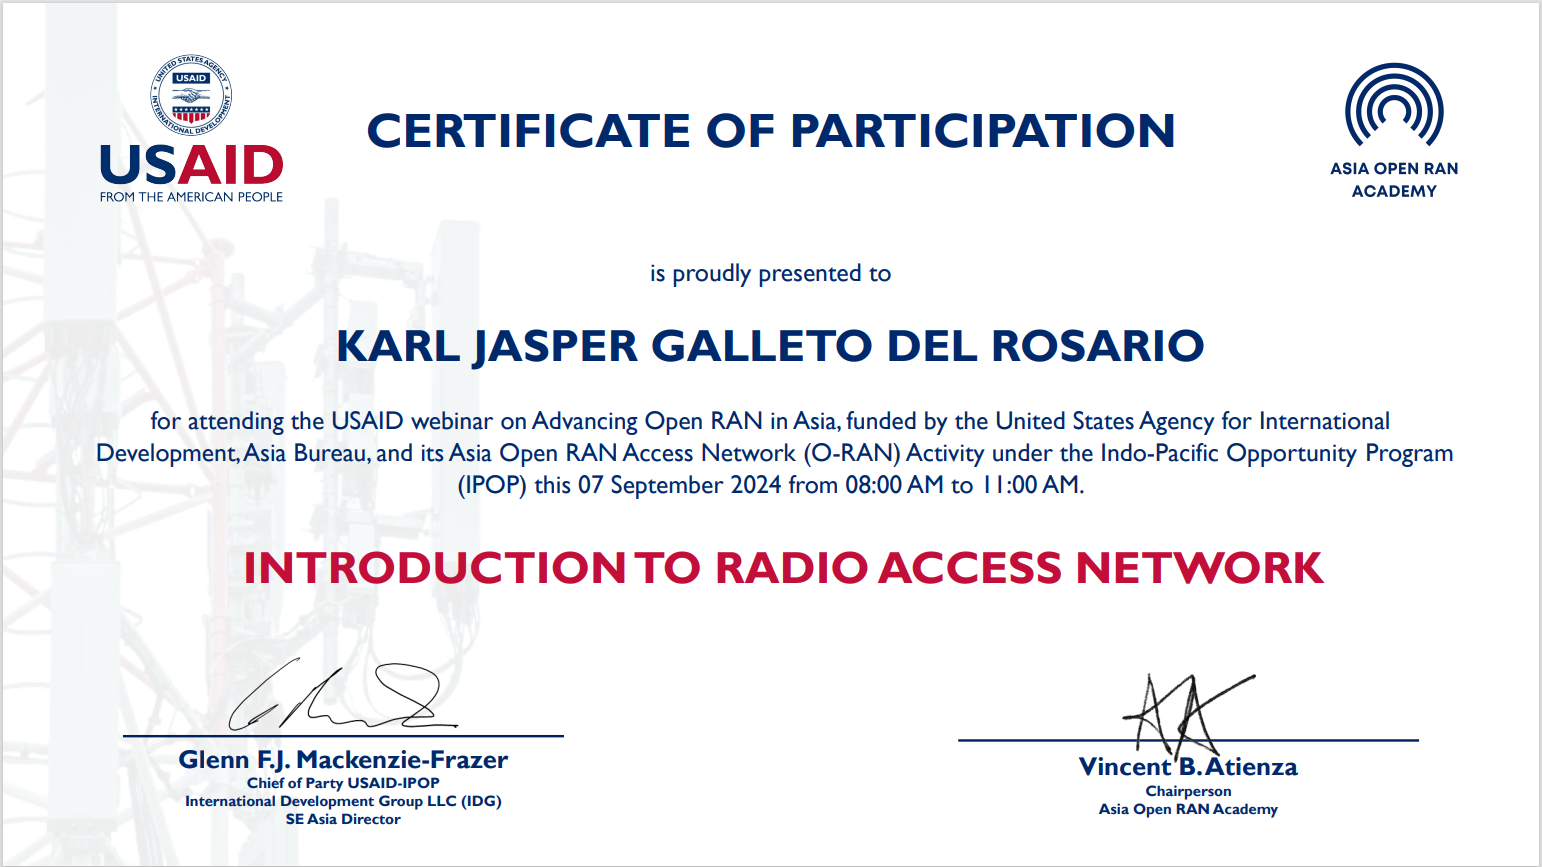 UNITED STATES AGENCY
USAID
INTERNATIONAL DEVELOPMENT
USAID
FROM THE AMERICAN PEOPLE
CERTIFICATE OF PARTICIPATION
ASIA OPEN RAN
ACADEMY
is proudly presented to
KARL JASPER GALLETO DEL ROSARIO
for attending the USAID webinar on Advancing Open RAN in Asia, funded by the United States Agency for International
Development, Asia Bureau, and its Asia Open RAN Access Network (O-RAN) Activity under the Indo-Pacific Opportunity Program
(IPOP) this 07 September 2024 from 08:00 AM to 11:00 AM.
INTRODUCTION TO RADIO ACCESS NETWORK
Glenn F.J. Mackenzie-Frazer
Chief of Party USAID-IPOP
International Development Group LLC (IDG)
SE Asia Director
Vincent B. Atienza
Chairperson
Asia Open RAN Academy